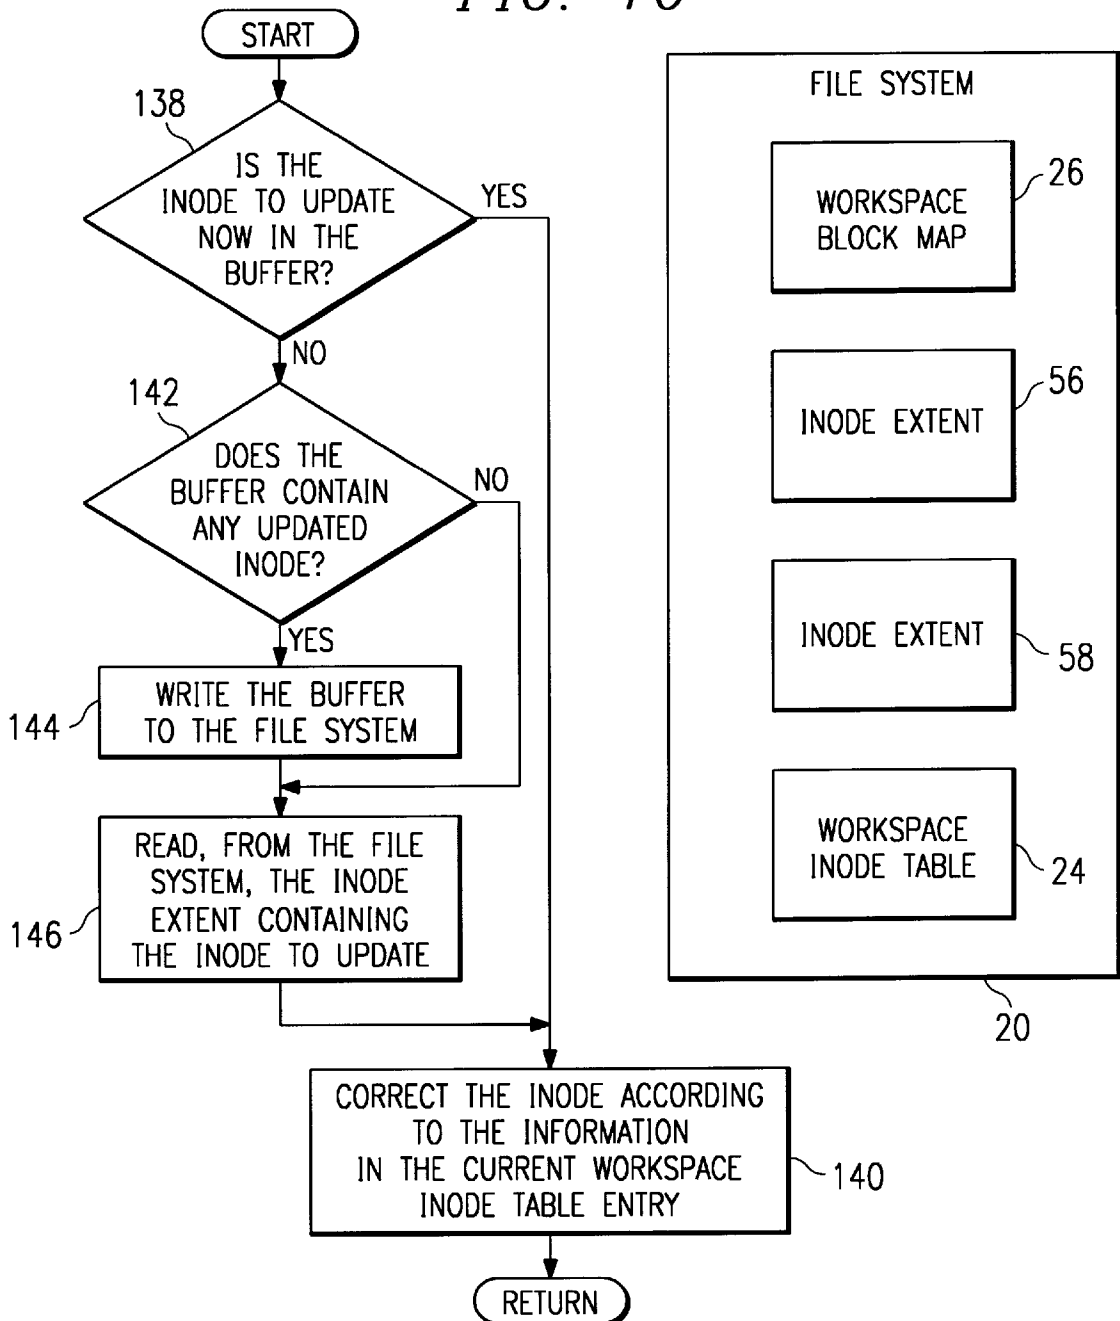 START
138
IS THE
INODE TO UPDATE
NOW IN THE
BUFFER?
YES
NO
142
DOES THE
BUFFER CONTAIN
ANY UPDATED
INODE?
NO
YES
144
WRITE THE BUFFER
TO THE FILE SYSTEM
146
READ, FROM THE FILE
SYSTEM, THE INODE
EXTENT CONTAINING
THE INODE TO UPDATE
CORRECT THE INODE ACCORDING
TO THE INFORMATION
IN THE CURRENT WORKSPACE
INODE TABLE ENTRY
140
RETURN
FILE SYSTEM
WORKSPACE
BLOCK MAP
26
INODE EXTENT
56
INODE EXTENT
58
WORKSPACE
INODE TABLE
24
20